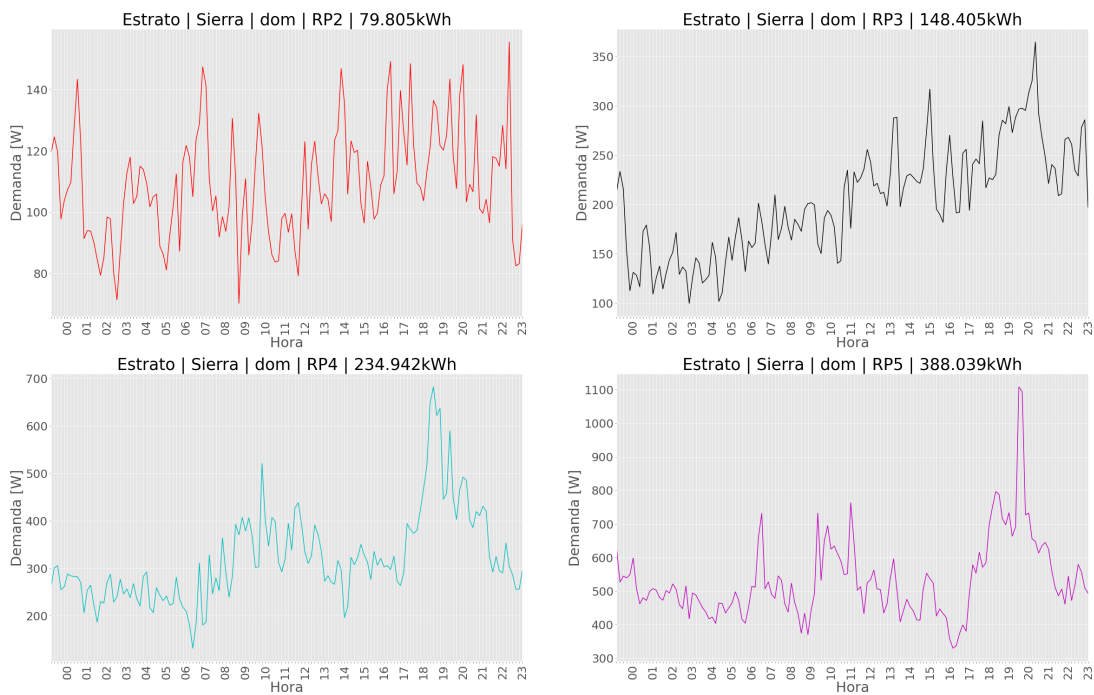 Estrato | Sierra | dom | RP2 | 79.805kWh
Demanda [W]
140
120
100
80
00 01 02 03 04 05 06 07 08 09 10 11 12 13 14 15 16 17 18 19 20 21 22 23
Hora
Estrato | Sierra | dom | RP3 | 148.405kWh
Demanda [W]
350
300
250
200
150
100
00 01 02 03 04 05 06 07 08 09 10 11 12 13 14 15 16 17 18 19 20 21 22 23
Hora
Estrato | Sierra | dom | RP4 | 234.942kWh
Demanda [W]
700
600
500
400
300
200
00 01 02 03 04 05 06 07 08 09 10 11 12 13 14 15 16 17 18 19 20 21 22 23
Hora
Estrato | Sierra | dom | RP5 | 388.039kWh
Demanda [W]
1100
1000
900
800
700
600
500
400
300
00 01 02 03 04 05 06 07 08 09 10 11 12 13 14 15 16 17 18 19 20 21 22 23
Hora